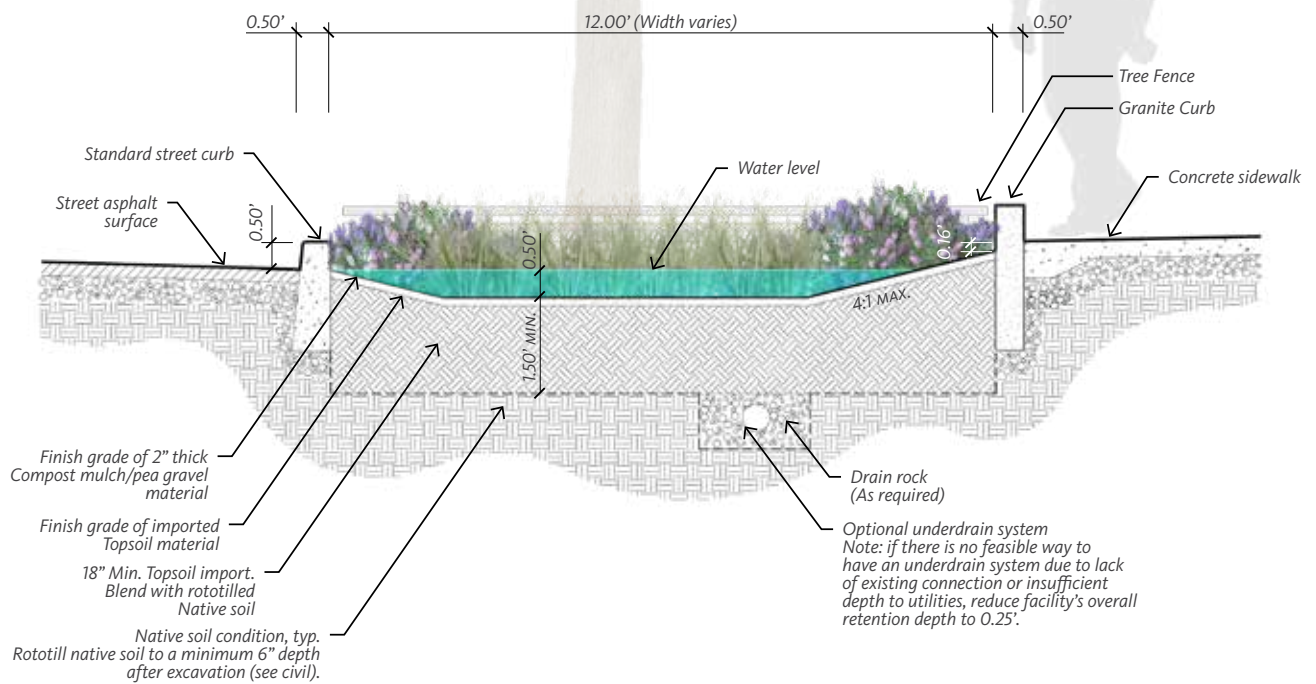 0.50’
12.00’ (Width varies)
0.50’
Tree Fence
Granite Curb
Standard street curb
Water level
Concrete sidewalk
Street asphalt
surface
0.50’
0.50’
0.16’
4:1 MAX.
1.50’ MIN.
Finish grade of 2” thick
Compost mulch/pea gravel
material
Finish grade of imported
Topsoil material
18” Min. Topsoil import.
Blend with rototilled
Native soil
Native soil condition, typ.
Rototill native soil to a minimum 6” depth
after excavation (see civil).
Drain rock
(As required)
Optional underdrain system
Note: if there is no feasible way to
have an underdrain system due to lack
of existing connection or insufficient
depth to utilities, reduce facility’s overall
retention depth to 0.25’.